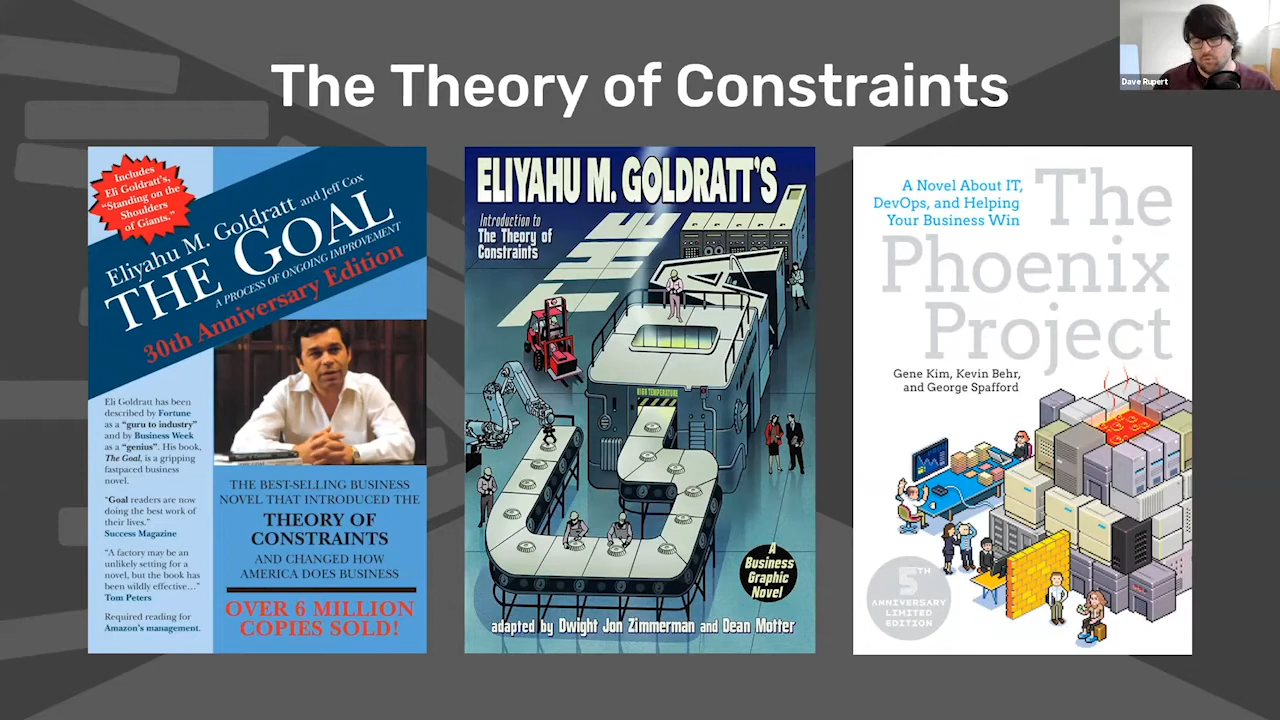 The Theory of Constraints
Dave Rupert
Includes
Eli Goldratt's,
"Standing on the
Shoulders
of Giants."
Eliyahu M. Goldratt and Jeff Cox
THE GOAL
A PROCESS OF ONGOING IMPROVEMENT
30th Anniversary Edition
Eli Goldratt has been
described by Fortune
as a "guru to industry"
and by Business Week
as a "genius". His book,
The Goal, is a gripping
fastpaced business
novel.
"Goal readers are now
doing the best work of
their lives."
Success Magazine
"A factory may be an
unlikely setting for a
novel, but the book has
been wildly effective..."
Tom Peters
Required reading for
Amazon's management.
THE BEST-SELLING BUSINESS
NOVEL THAT INTRODUCED THE
THEORY OF
CONSTRAINTS
AND CHANGED HOW
AMERICA DOES BUSINESS
OVER 6 MILLION
COPIES SOLD!
ELIYAHU M. GOLDRATT'S
Introduction to
The Theory of
Constraints
THE
GOAL
HIGH TEMPERATURE
A
Business
Graphic
Novel
adapted by Dwight Jon Zimmerman and Dean Motter
A Novel About IT,
DevOps, and Helping
Your Business Win
The
Phoenix
Project
Gene Kim, Kevin Behr,
and George Spafford
5TH
ANNIVERSARY
LIMITED
EDITION